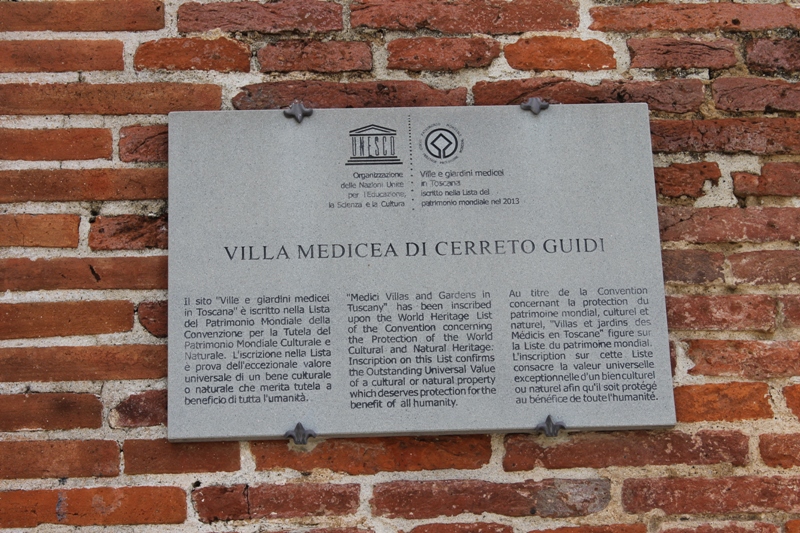 UNESCO
Organizzazione
delle Nazioni Unite
per l'Educazione,
la Scienza e la Cultura
Ville e giardini medicei
in Toscana
iscritto nella Lista del
patrimonio mondiale nel 2013
VILLA MEDICEA DI CERRETO GUIDI
Il sito "Ville e giardini medicei
in Toscana" è iscritto nella Lista
del Patrimonio Mondiale della
Convenzione per la Tutela del
Patrimonio Mondiale Culturale e
Naturale. L'iscrizione nella Lista
è prova dell'eccezionale valore
universale di un bene culturale
o naturale che merita tutela a
beneficio di tutta l'umanità.
"Medici Villas and Gardens in
Tuscany" has been inscribed
upon the World Heritage List
of the Convention concerning
the Protection of the World
Cultural and Natural Heritage:
Inscription on this List confirms
the Outstanding Universal Value
of a cultural or natural property
which deserves protection for the
benefit of all humanity.
Au titre de la Convention
concernant la protection du
patrimoine mondial, culturel et
naturel, "Villas et jardins des
Médicis en Toscane" figure sur
la Liste du patrimoine mondial.
L'inscription sur cette Liste
consacre la valeur universelle
exceptionnelle d'un bien culturel
ou naturel afin qu'il soit protégé
au bénéfice de toute l'humanité.